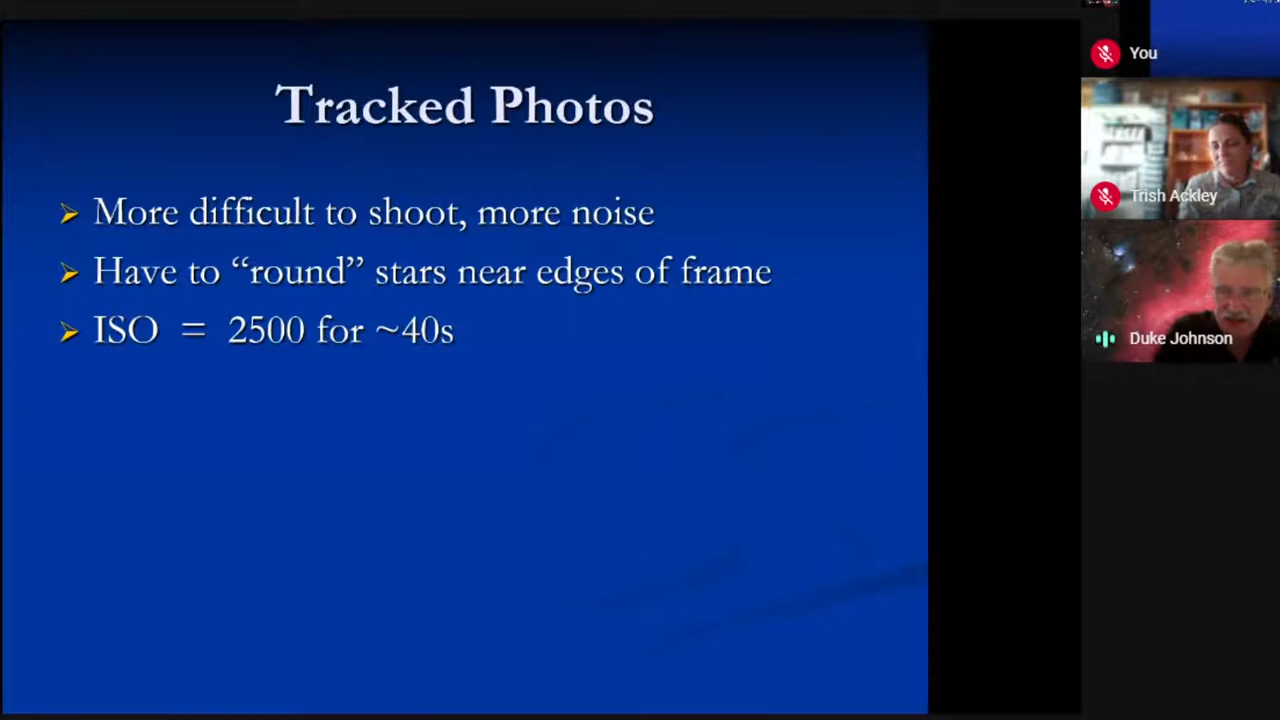 Tracked Photos
More difficult to shoot, more noise
Have to “round” stars near edges of frame
ISO = 2500 for ~40s
You
Trish Ackley
Duke Johnson